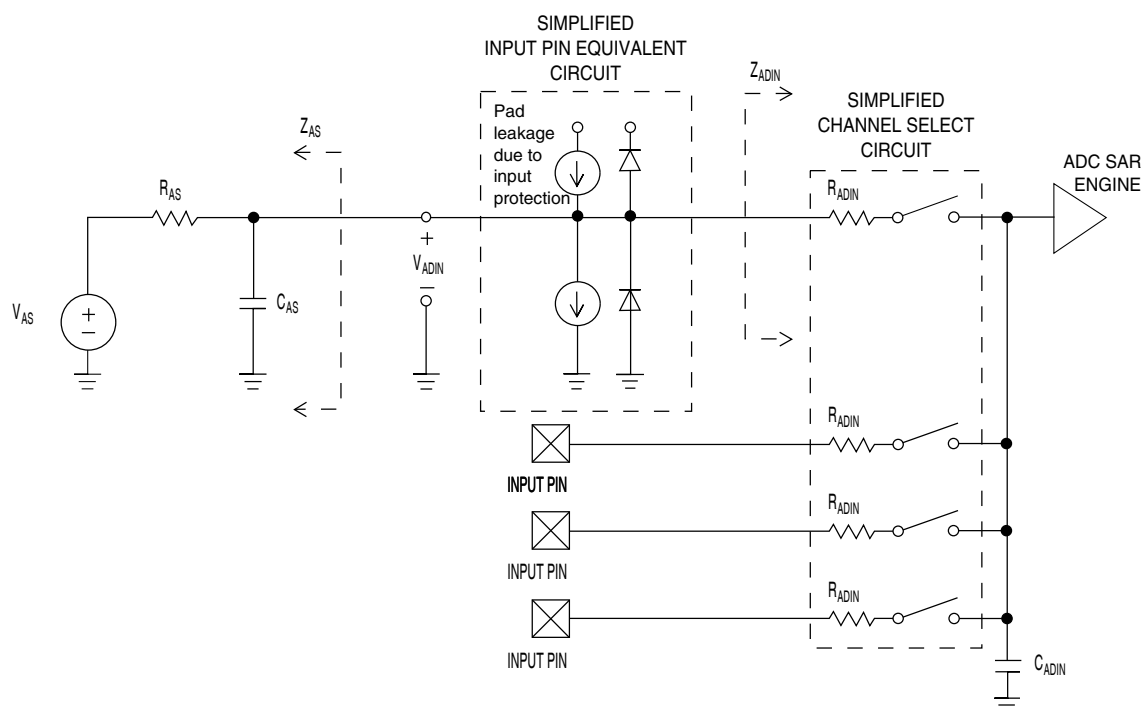 SIMPLIFIED
INPUT PIN EQUIVALENT
CIRCUIT
Z_ADIN
SIMPLIFIED
CHANNEL SELECT
CIRCUIT
ADC SAR
ENGINE
Pad
leakage
due to
input
protection
Z_AS
R_AS
R_ADIN
+
V_ADIN
–
V_AS
+
–
C_AS
R_ADIN
INPUT PIN
R_ADIN
INPUT PIN
R_ADIN
INPUT PIN
C_ADIN